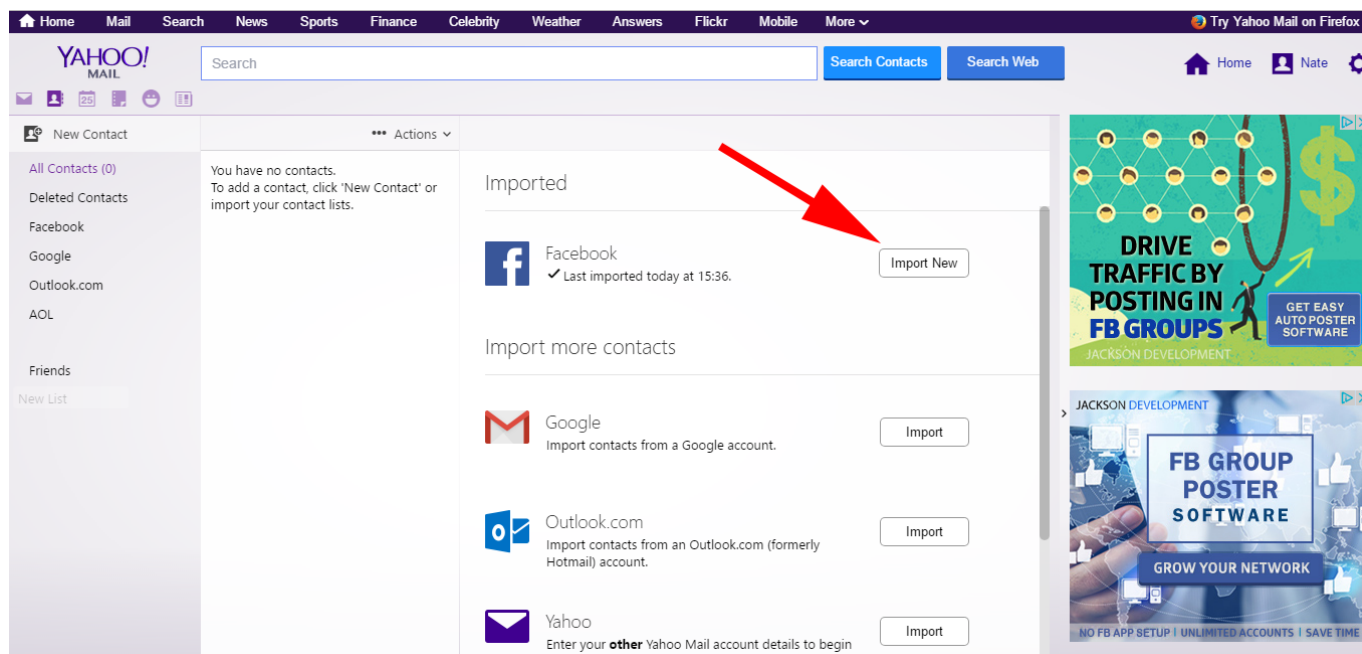 Home Mail Search News Sports Finance Celebrity Weather Answers Flickr Mobile More Try Yahoo Mail on Firefox
YAHOO!
MAIL
Search
Search Contacts
Search Web
Home
Nate
25
New Contact
••• Actions
All Contacts (0)
Deleted Contacts
Facebook
Google
Outlook.com
AOL
Friends
New List
You have no contacts.
To add a contact, click 'New Contact' or
import your contact lists.
Imported
Facebook
Last imported today at 15:36.
Import New
Import more contacts
Google
Import contacts from a Google account.
Import
Outlook.com
Import contacts from an Outlook.com (formerly
Hotmail) account.
Import
Yahoo
Enter your other Yahoo Mail account details to begin
Import
DRIVE
TRAFFIC BY
POSTING IN
FB GROUPS
JACKSON DEVELOPMENT
GET EASY
AUTO POSTER
SOFTWARE
JACKSON DEVELOPMENT
FB GROUP
POSTER
SOFTWARE
GROW YOUR NETWORK
NO FB APP SETUP | UNLIMITED ACCOUNTS | SAVE TIME